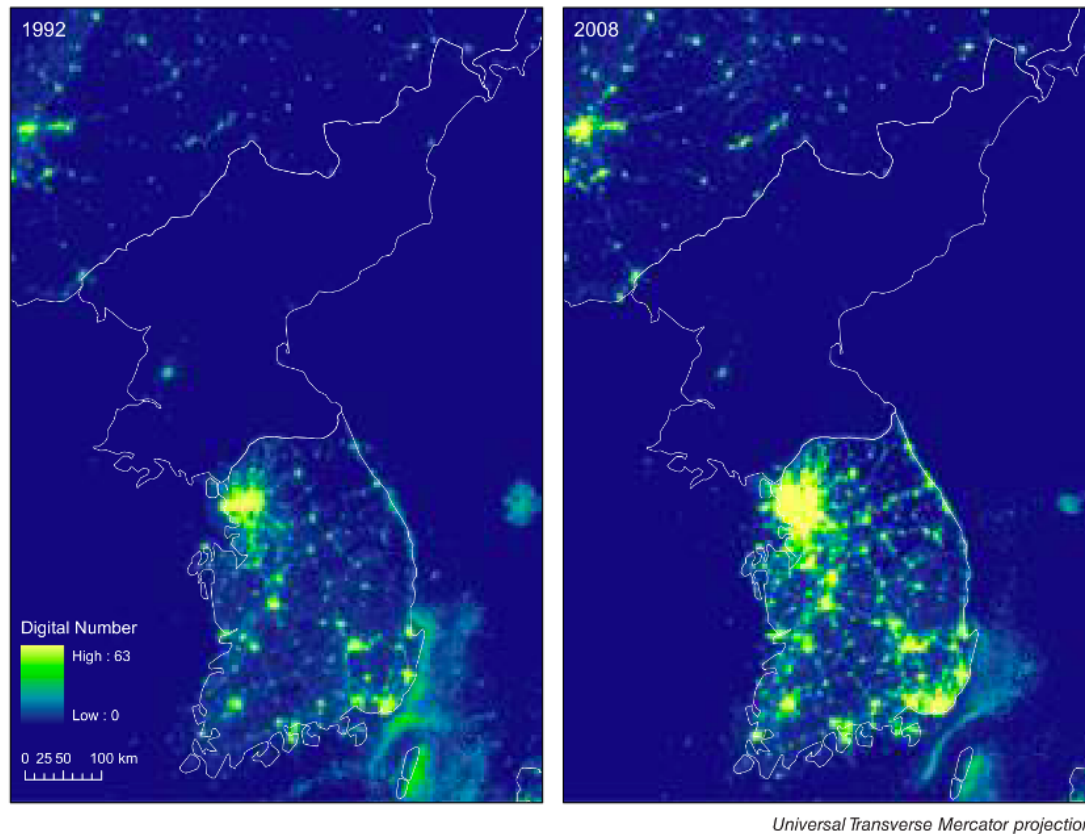 1992
2008
Digital Number
High : 63
Low : 0
0 25 50 100 km
Universal Transverse Mercator projection